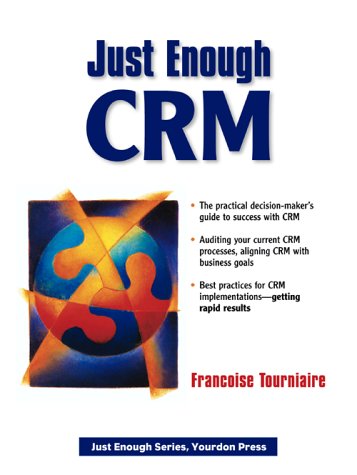 Just Enough
CRM
• The practical decision-maker's
guide to success with CRM
• Auditing your current CRM
processes, aligning CRM with
business goals
• Best practices for CRM
implementations—getting
rapid results
Francoise Tourniaire
Just Enough Series, Yourdon Press